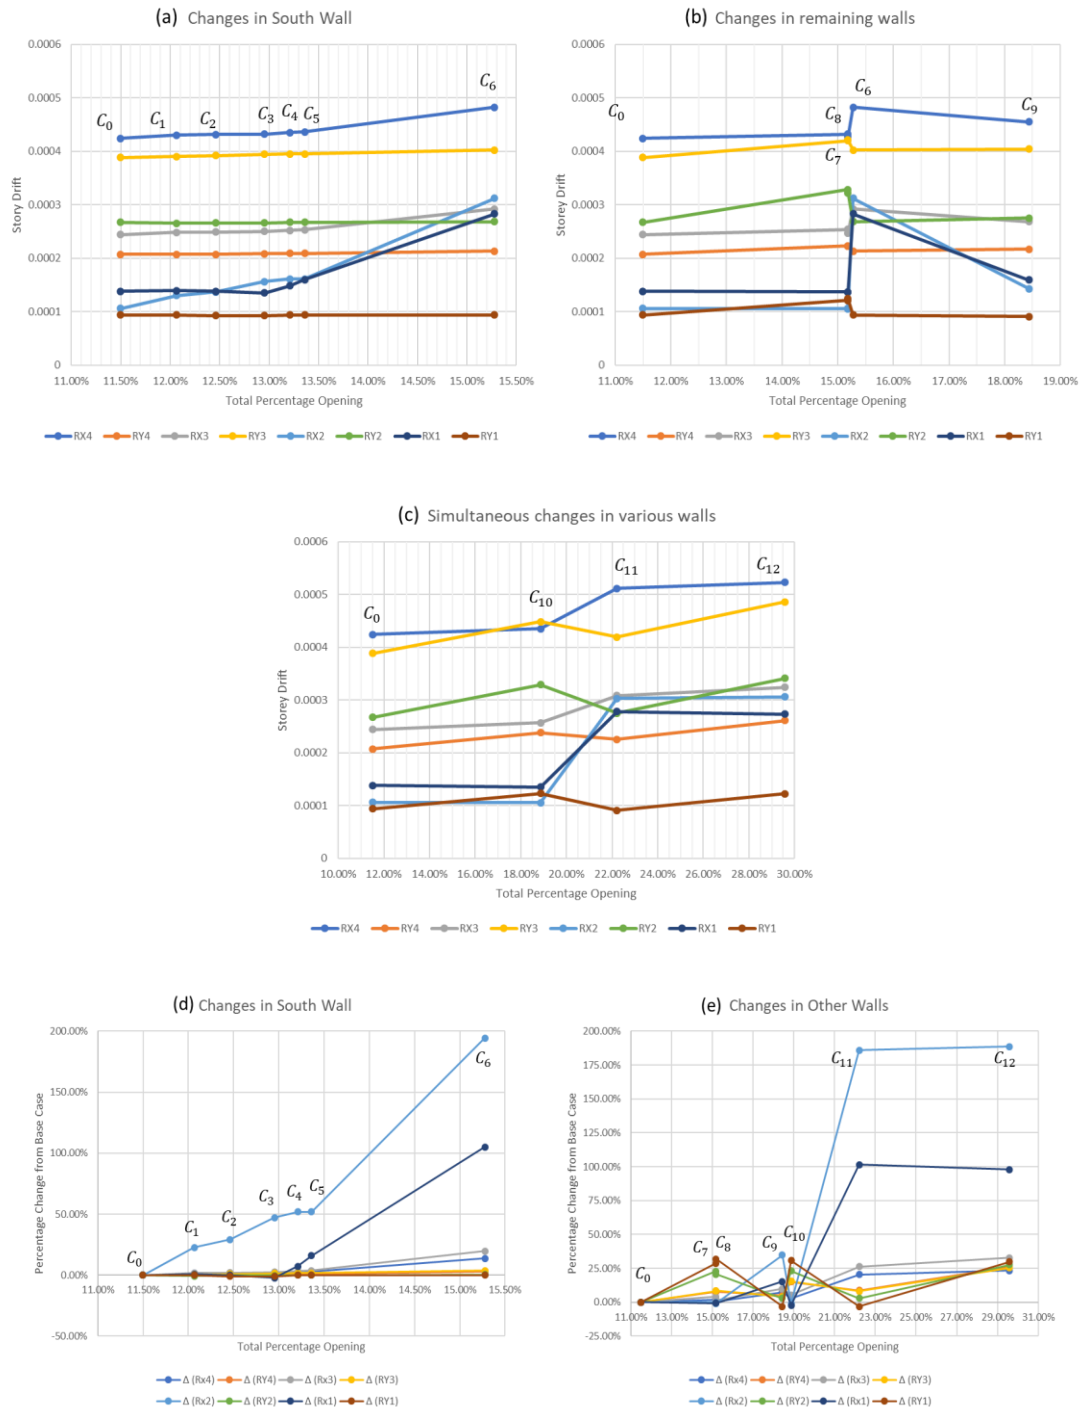 (a) Changes in South Wall
0.0006
0.0005
0.0004
0.0003
0.0002
0.0001
0
Storey Drift
C0 C1 C2 C3 C4 C5 C6
11.00% 11.50% 12.00% 12.50% 13.00% 13.50% 14.00% 14.50% 15.00% 15.50%
Total Percentage Opening
RX4 RY4 RX3 RY3 RX2 RY2 RX1 RY1
(b) Changes in remaining walls
0.0006
0.0005
0.0004
0.0003
0.0002
0.0001
0
Storey Drift
C0 C8 C7 C6 C9
11.00% 12.00% 13.00% 14.00% 15.00% 16.00% 17.00% 18.00% 19.00%
Total Percentage Opening
RX4 RY4 RX3 RY3 RX2 RY2 RX1 RY1
(c) Simultaneous changes in various walls
0.0006
0.0005
0.0004
0.0003
0.0002
0.0001
0
Storey Drift
C0 C10 C11 C12
10.00% 12.00% 14.00% 16.00% 18.00% 20.00% 22.00% 24.00% 26.00% 28.00% 30.00%
Total Percentage Opening
RX4 RY4 RX3 RY3 RX2 RY2 RX1 RY1
(d) Changes in South Wall
200.00%
150.00%
100.00%
50.00%
0.00%
-50.00%
Percentage Change from Base Case
C0 C1 C2 C3 C4 C5 C6
11.00% 11.50% 12.00% 12.50% 13.00% 13.50% 14.00% 14.50% 15.00% 15.50%
Total Percentage Opening
Δ (Rx4) Δ (RY4) Δ (Rx3) Δ (RY3)
Δ (Rx2) Δ (RY2) Δ (Rx1) Δ (RY1)
(e) Changes in Other Walls
200.00%
175.00%
150.00%
125.00%
100.00%
75.00%
50.00%
25.00%
0.00%
-25.00%
Percentage Change from Base Case
C0 C7 C8 C9 C10 C11 C12
11.00% 13.00% 15.00% 17.00% 19.00% 21.00% 23.00% 25.00% 27.00% 29.00% 31.00%
Total Percentage Opening
Δ (Rx4) Δ (RY4) Δ (Rx3) Δ (RY3)
Δ (Rx2) Δ (RY2) Δ (Rx1) Δ (RY1)